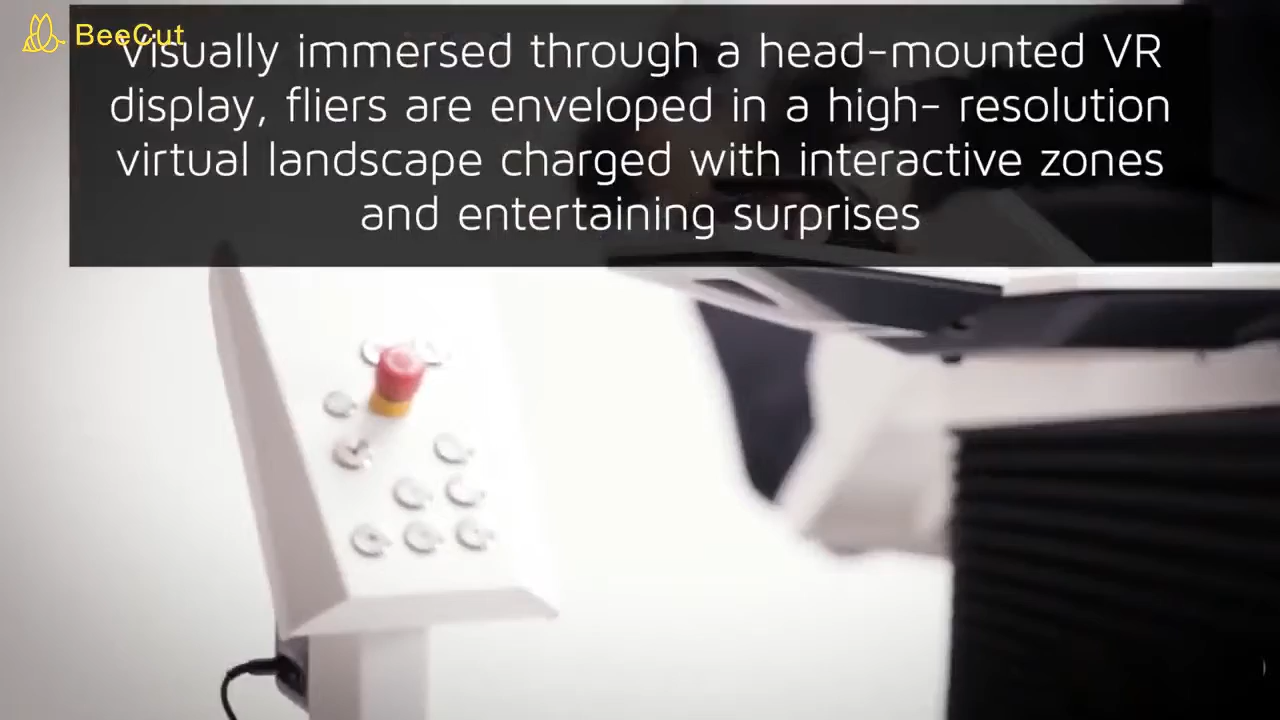 BeeCut
Visually immersed through a head-mounted VR
display, fliers are enveloped in a high- resolution
virtual landscape charged with interactive zones
and entertaining surprises